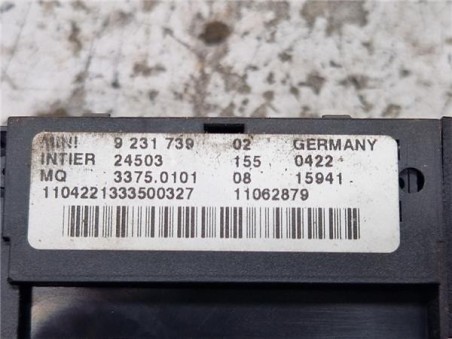 MINI 9 231 739 02 GERMANY
INTIER 24503 155 0422
MQ 3375.0101 08 15941
1104221333500327 11062879